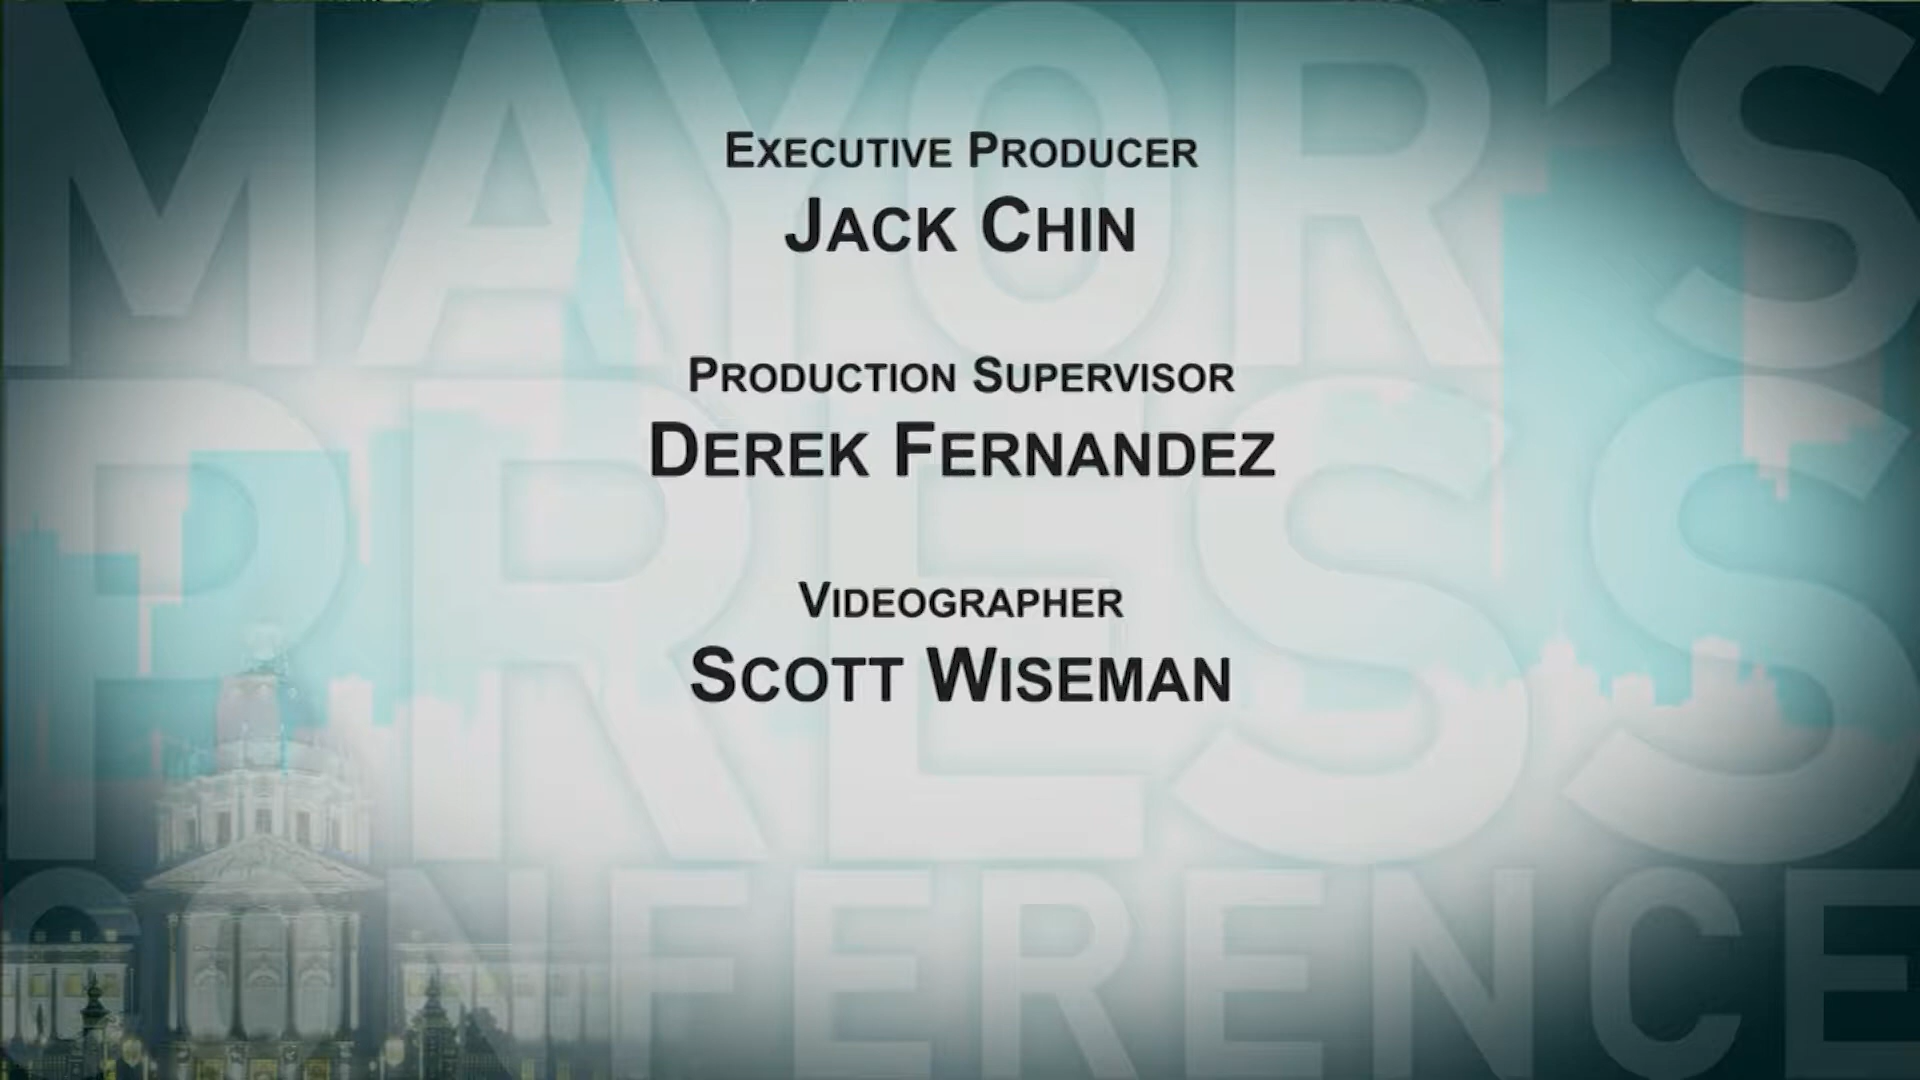 MAYOR'S
PRESS
CONFERENCE
EXECUTIVE PRODUCER
JACK CHIN
PRODUCTION SUPERVISOR
DEREK FERNANDEZ
VIDEOGRAPHER
SCOTT WISEMAN